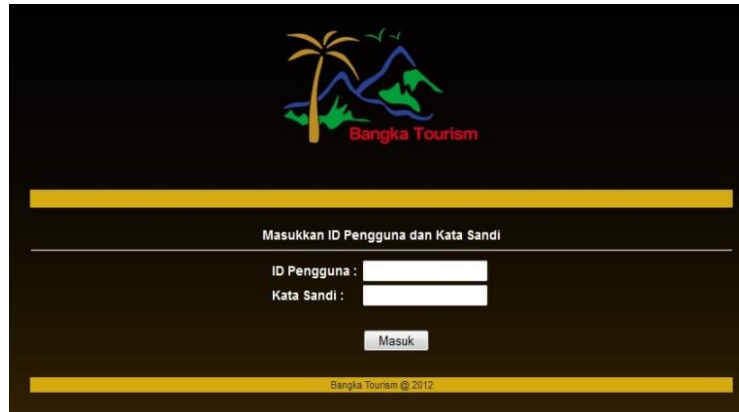 Bangka Tourism
Masukkan ID Pengguna dan Kata Sandi
ID Pengguna :
Kata Sandi :
Masuk
Bangka Tourism @ 2012